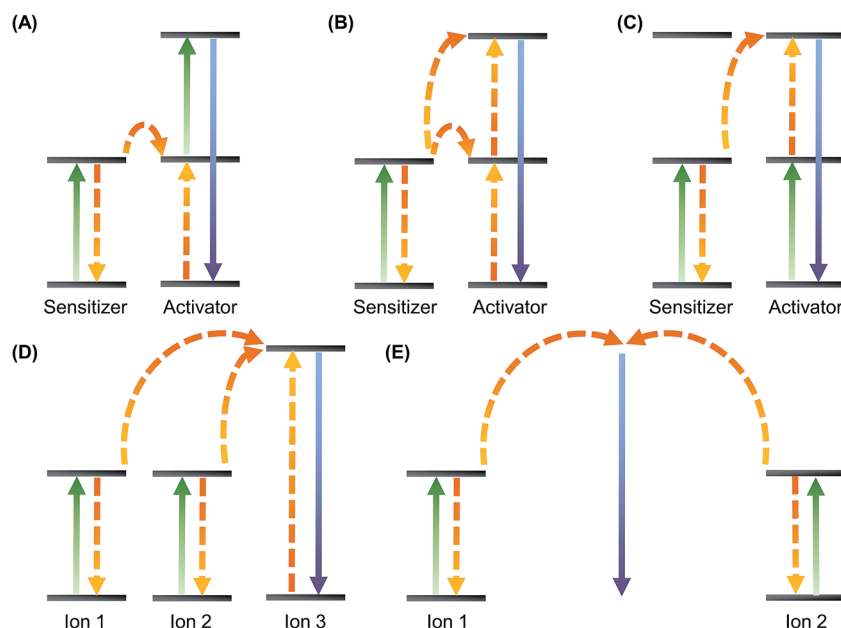 (A) (B) (C)
Sensitizer Activator Sensitizer Activator Sensitizer Activator
(D) (E)
Ion 1 Ion 2 Ion 3 Ion 1 Ion 2